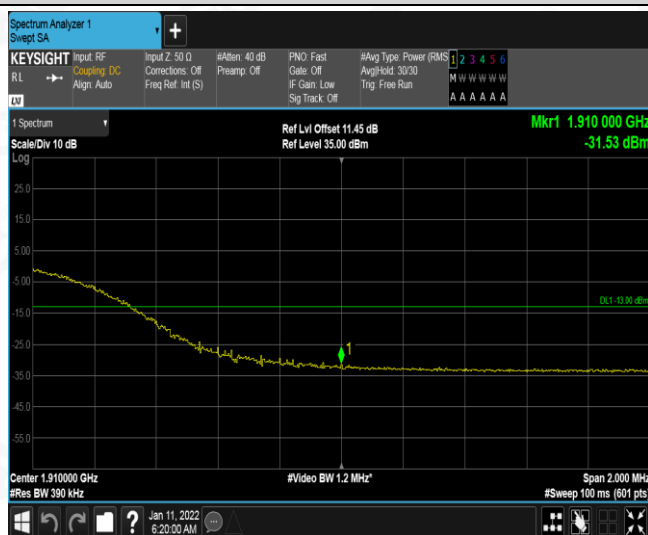 Spectrum Analyzer 1
Swept SA
+
KEYSIGHT
RL
Input: RF
Coupling: DC
Align: Auto
Input Z: 50 Ω
Corrections: Off
Freq Ref: Int (S)
#Atten: 40 dB
Preamp: Off
PNO: Fast
Gate: Off
IF Gain: Low
Sig Track: Off
#Avg Type: Power (RMS
Avg|Hold: 30/30
Trig: Free Run
1 2 3 4 5 6
M W W W W W
A A A A A A
LXI
1 Spectrum
Scale/Div 10 dB
Ref Lvl Offset 11.45 dB
Ref Level 35.00 dBm
Mkr1 1.910 000 GHz
-31.53 dBm
Log
25.0
15.0
5.00
-5.00
DL1 -13.00 dBm
-15.0
-25.0
1
-35.0
-45.0
-55.0
Center 1.910000 GHz
#Res BW 390 kHz
#Video BW 1.2 MHz*
Span 2.000 MHz
#Sweep 100 ms (601 pts)
?
Jan 11, 2022
6:20:00 AM